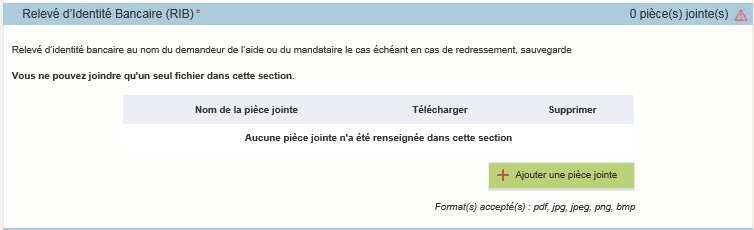 Relevé d'Identité Bancaire (RIB)* 0 pièce(s) jointe(s)
Relevé d'identité bancaire au nom du demandeur de l'aide ou du mandataire le cas échéant en cas de redressement, sauvegarde
Vous ne pouvez joindre qu'un seul fichier dans cette section.
Nom de la pièce jointe Télécharger Supprimer
Aucune pièce jointe n'a été renseignée dans cette section
Ajouter une pièce jointe
Format(s) accepté(s) : pdf, jpg, jpeg, png, bmp